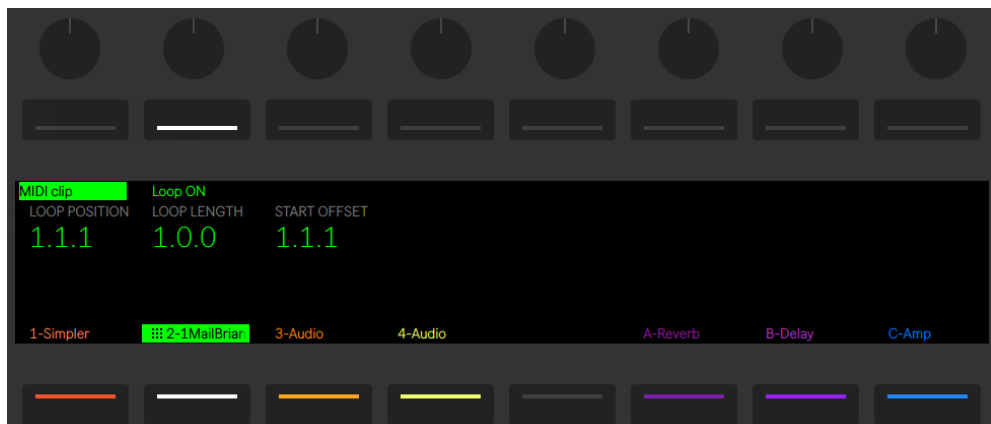 MIDI clip Loop ON
LOOP POSITION LOOP LENGTH START OFFSET
1.1.1 1.0.0 1.1.1
1-Simpler 2-1MailBrian 3-Audio 4-Audio A-Reverb B-Delay C-Amp